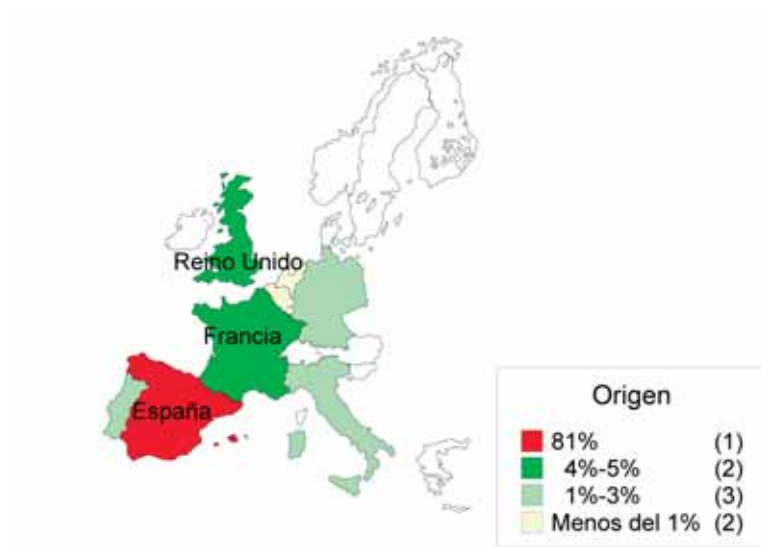 Reino Unido
Francia
España
Origen
81% (1)
4%-5% (2)
1%-3% (3)
Menos del 1% (2)